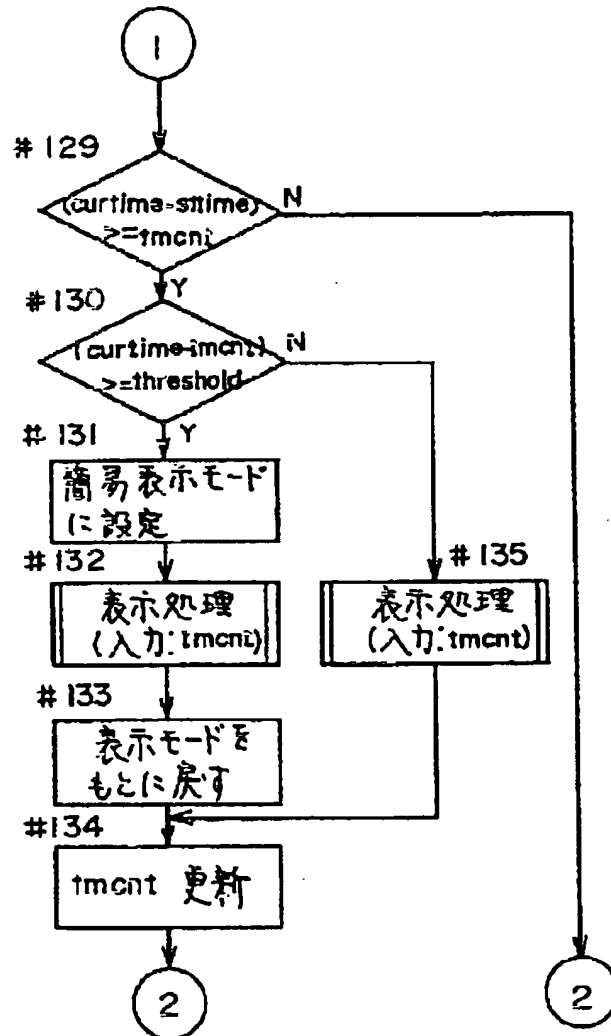 1
#129
(curtime-sttime)
>=tmcnt
N
Y
#130
(curtime-tmcnt)
>=threshold
N
Y
#131
簡易表示モード
に設定
#132
表示処理
(入力:tmcnt)
#135
表示処理
(入力:tmcnt)
#133
表示モードを
もとに戻す
#134
tmcnt 更新
2
2